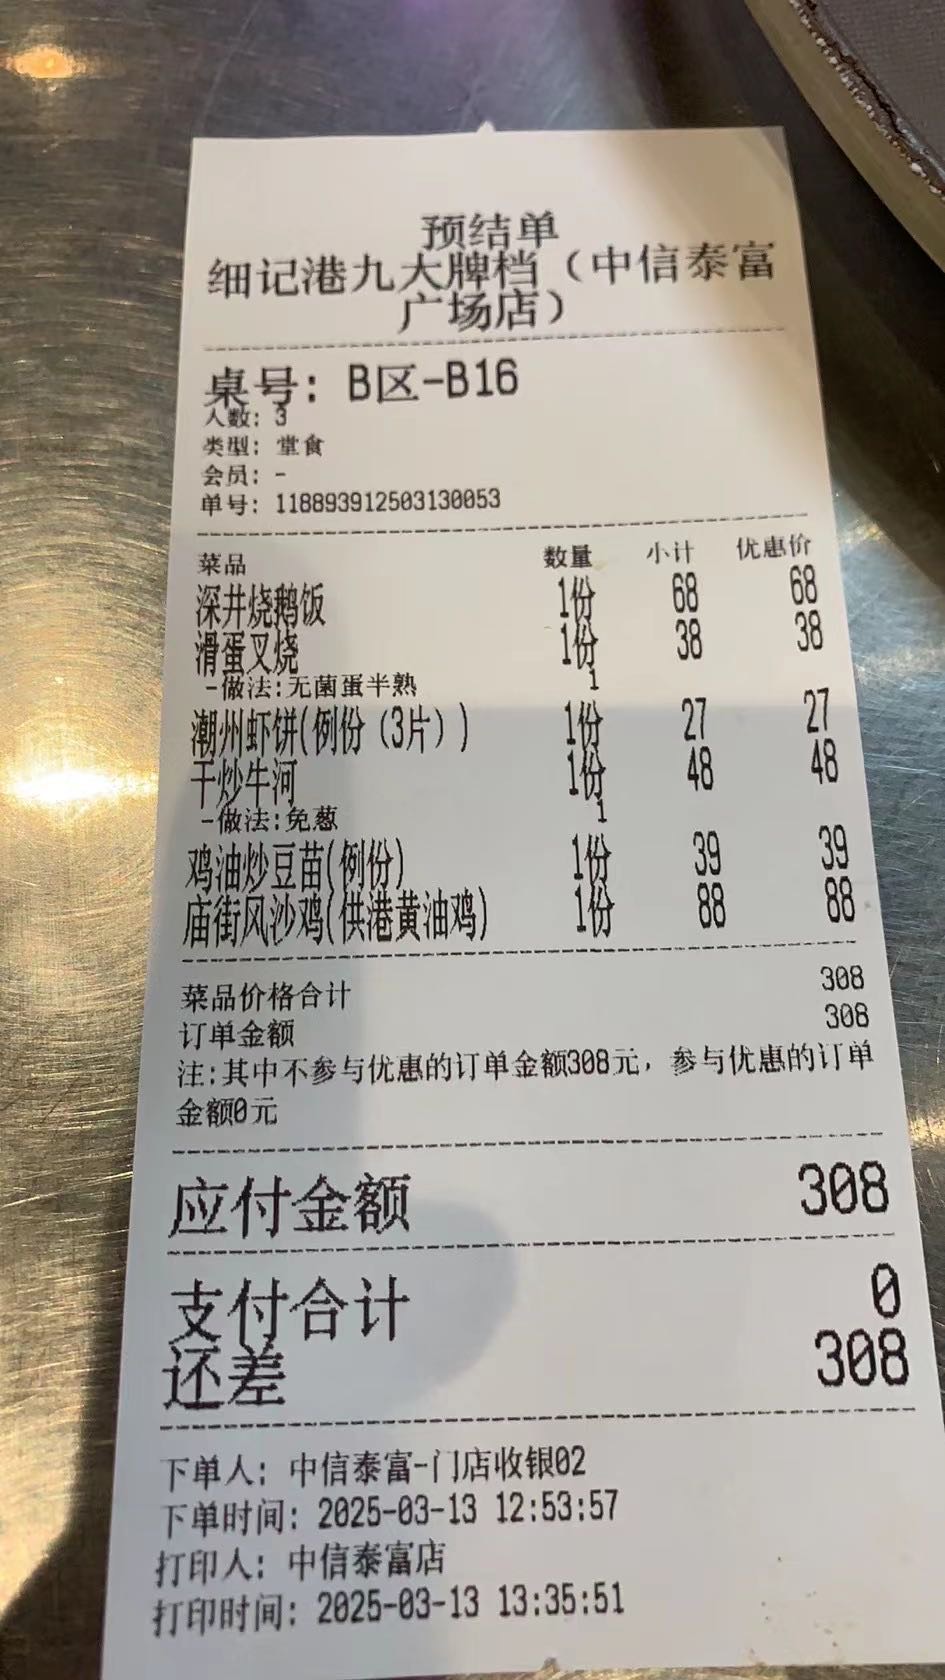 预结单
细记港九大牌档（中信泰富
广场店）
桌号: B区-B16
人数: 3
类型: 堂食
会员: -
单号: 118893912503130053
菜品 数量 小计 优惠价
深井烧鹅饭 1份 68 68
滑蛋叉烧 1份 38 38
-做法:无菌蛋半熟 1
潮州虾饼(例份（3片）) 1份 27 27
干炒牛河 1份 48 48
-做法:免葱 1
鸡油炒豆苗(例份) 1份 39 39
庙街风沙鸡(供港黄油鸡) 1份 88 88
菜品价格合计 308
订单金额 308
注:其中不参与优惠的订单金额308元，参与优惠的订单
金额0元
应付金额 308
支付合计 0
还差 308
下单人: 中信泰富-门店收银02
下单时间: 2025-03-13 12:53:57
打印人: 中信泰富店
打印时间: 2025-03-13 13:35:51